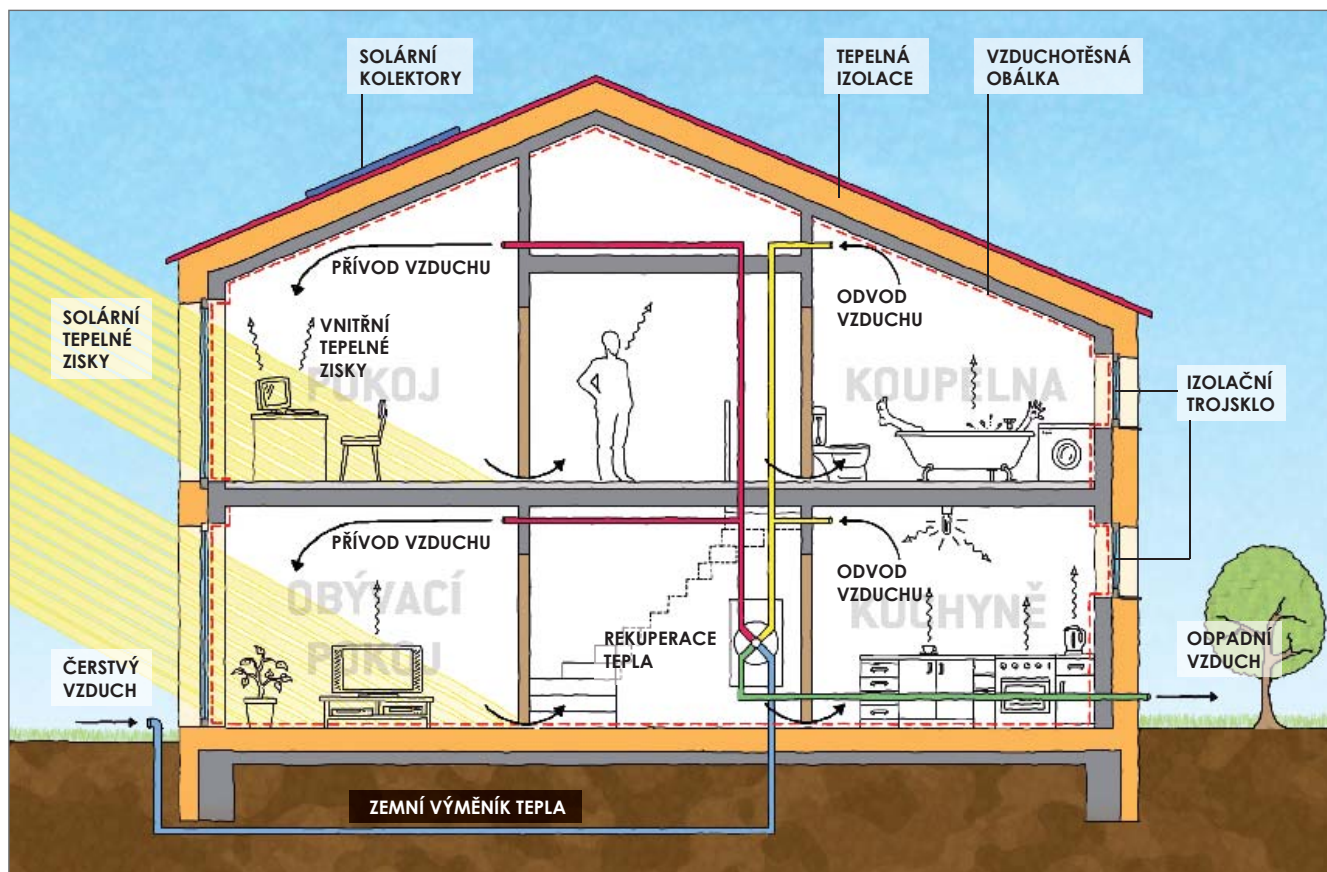 SOLÁRNÍ
KOLEKTORY
TEPELNÁ
IZOLACE
VZDUCHOTĚSNÁ
OBÁLKA
PŘÍVOD VZDUCHU
ODVOD
VZDUCHU
SOLÁRNÍ
TEPELNÉ
ZISKY
VNITŘNÍ
TEPELNÉ
ZISKY
POKOJ
KOUPELNA
IZOLAČNÍ
TROJSKLO
PŘÍVOD VZDUCHU
ODVOD
VZDUCHU
OBÝVACÍ
POKOJ
KUCHYNĚ
REKUPERACE
TEPLA
ČERSTVÝ
VZDUCH
ODPADNÍ
VZDUCH
ZEMNÍ VÝMĚNÍK TEPLA